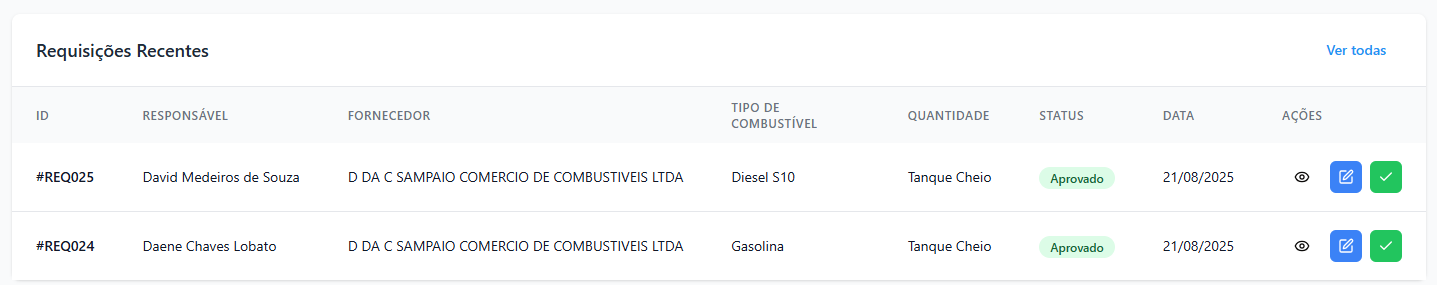 Requisições Recentes
Ver todas
ID RESPONSÁVEL FORNECEDOR TIPO DE COMBUSTÍVEL QUANTIDADE STATUS DATA AÇÕES
#REQ025 David Medeiros de Souza D DA C SAMPAIO COMERCIO DE COMBUSTIVEIS LTDA Diesel S10 Tanque Cheio Aprovado 21/08/2025
#REQ024 Daene Chaves Lobato D DA C SAMPAIO COMERCIO DE COMBUSTIVEIS LTDA Gasolina Tanque Cheio Aprovado 21/08/2025